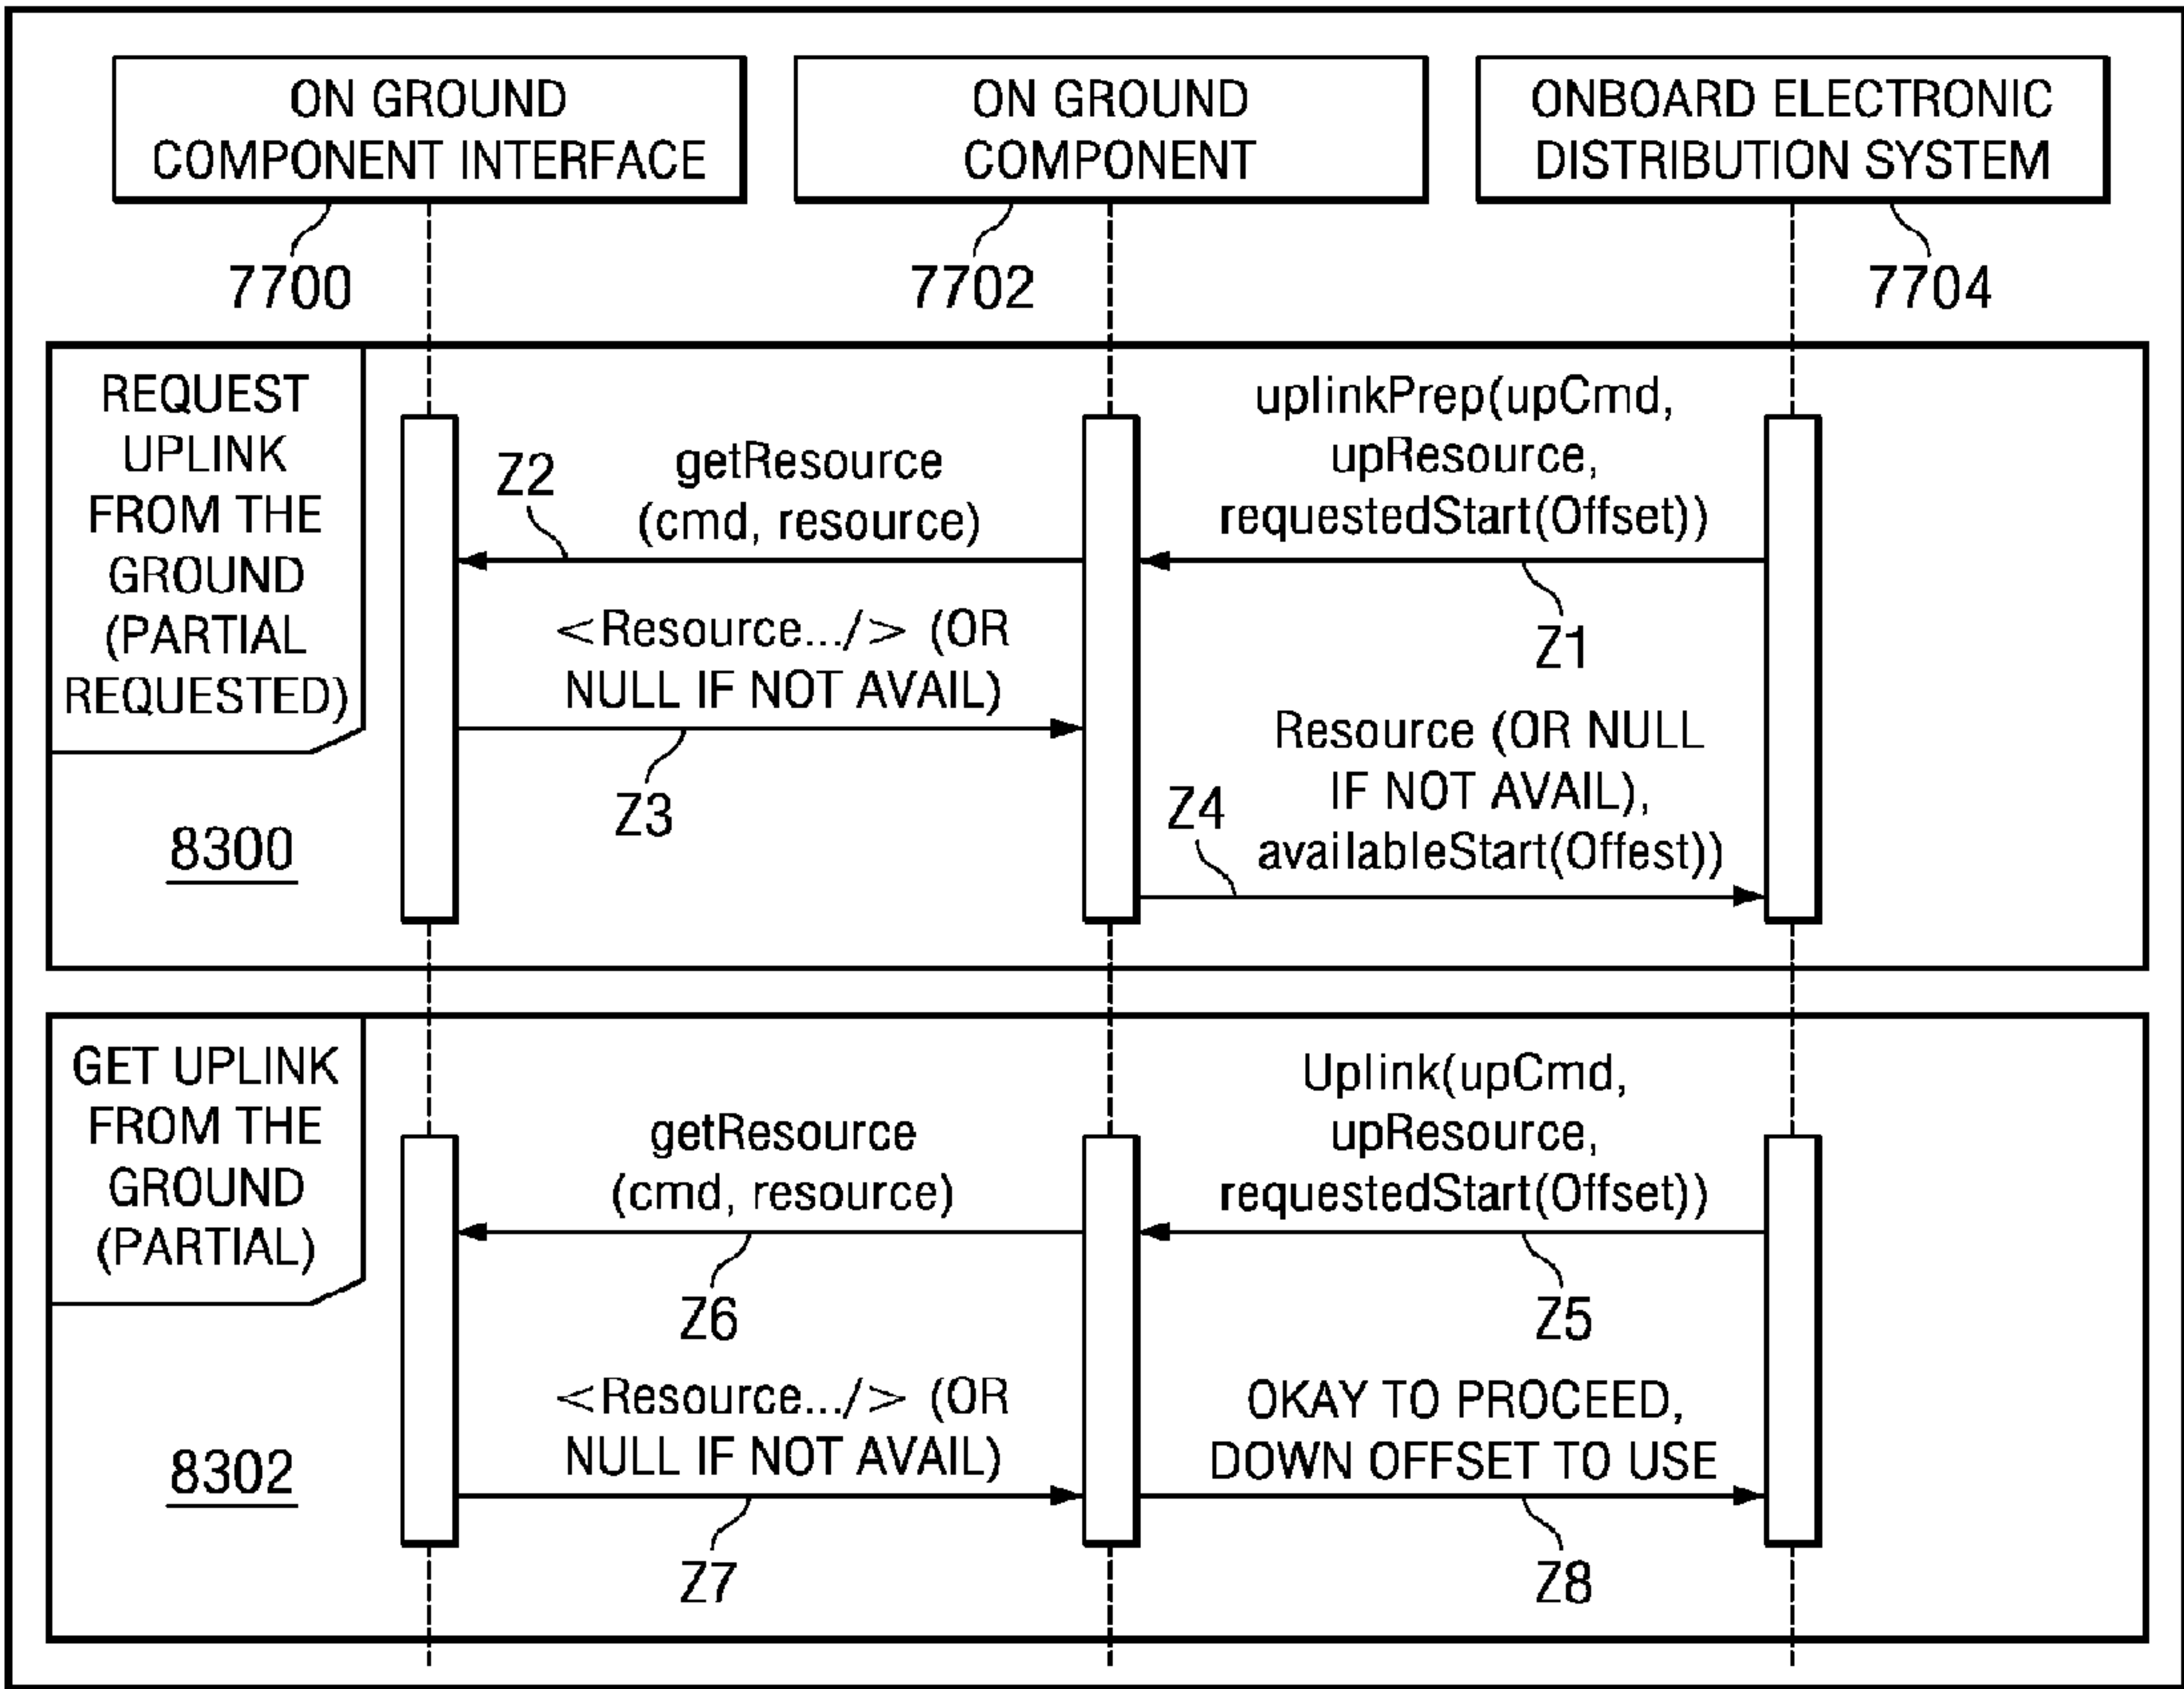 ON GROUND
COMPONENT INTERFACE
7700
ON GROUND
COMPONENT
7702
ONBOARD ELECTRONIC
DISTRIBUTION SYSTEM
7704
REQUEST
UPLINK
FROM THE
GROUND
(PARTIAL
REQUESTED)
8300
uplinkPrep(upCmd,
upResource,
requestedStart(Offset))
Z1
Z2
getResource
(cmd, resource)
<Resource.../> (OR
NULL IF NOT AVAIL)
Z3
Resource (OR NULL
IF NOT AVAIL),
availableStart(Offest))
Z4
GET UPLINK
FROM THE
GROUND
(PARTIAL)
8302
Uplink(upCmd,
upResource,
requestedStart(Offset))
Z5
getResource
(cmd, resource)
Z6
<Resource.../> (OR
NULL IF NOT AVAIL)
Z7
OKAY TO PROCEED,
DOWN OFFSET TO USE
Z8